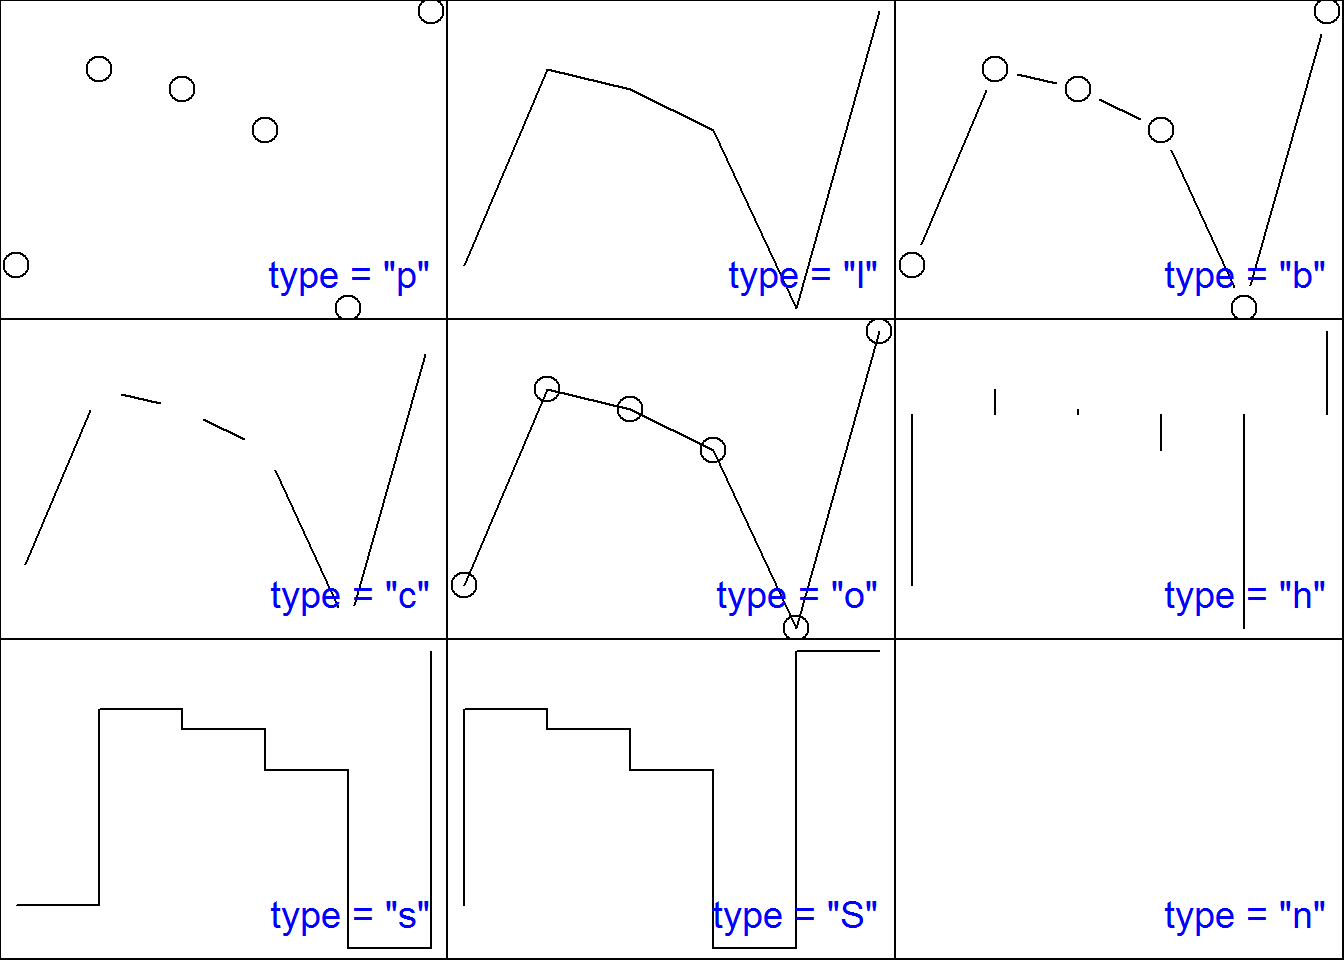 type = "p"
type = "l"
type = "b"
type = "c"
type = "o"
type = "h"
type = "s"
type = "S"
type = "n"